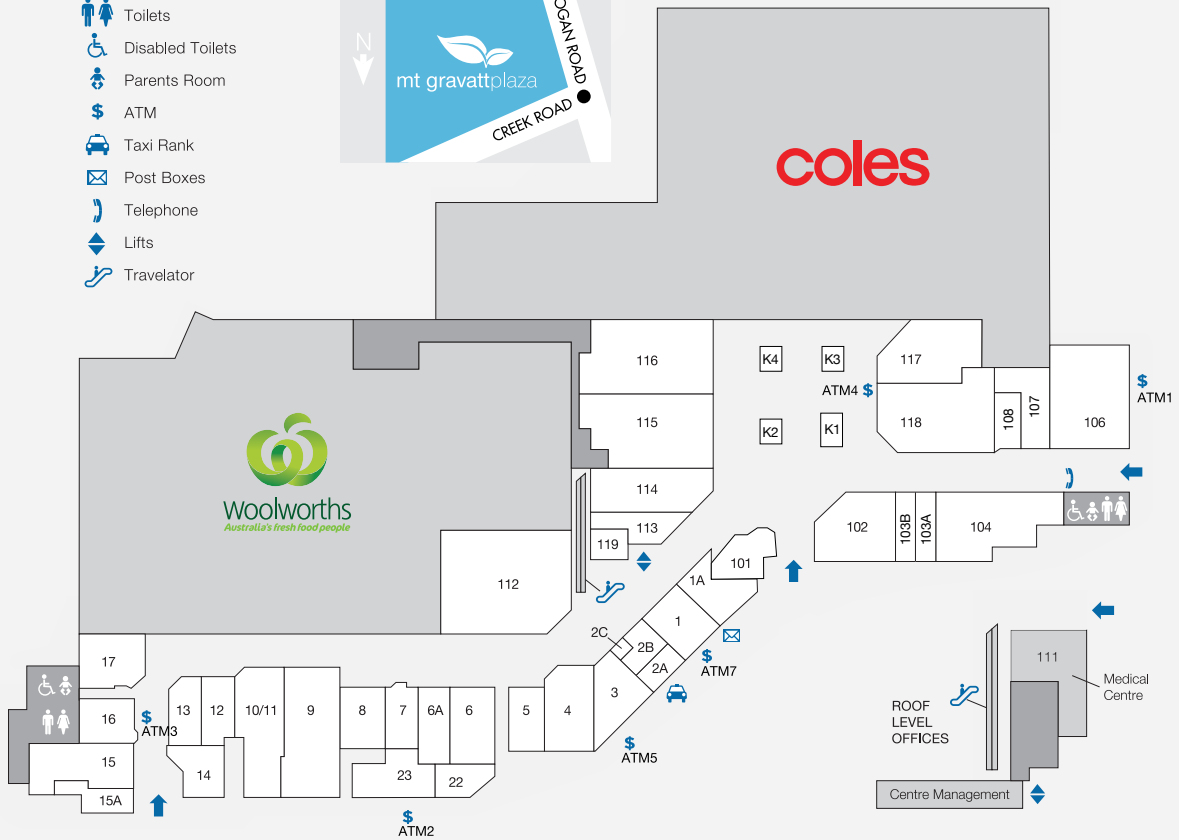 Toilets
Disabled Toilets
Parents Room
$ ATM
Taxi Rank
Post Boxes
Telephone
Lifts
Travelator
N
mt gravattplaza
OGAN ROAD
CREEK ROAD
coles
Woolworths
Australia's fresh food people
116
115
114
113
119
112
K4
K3
K2
K1
117
ATM4 $
118
108
107
106
$
ATM1
102
103B
103A
104
101
1A
1
2C
2B
2A
3
$
ATM7
$
ATM5
17
16
$
ATM3
15
15A
13
12
10/11
9
14
8
7
6A
6
23
22
5
4
$
ATM2
111
Medical
Centre
ROOF
LEVEL
OFFICES
Centre Management